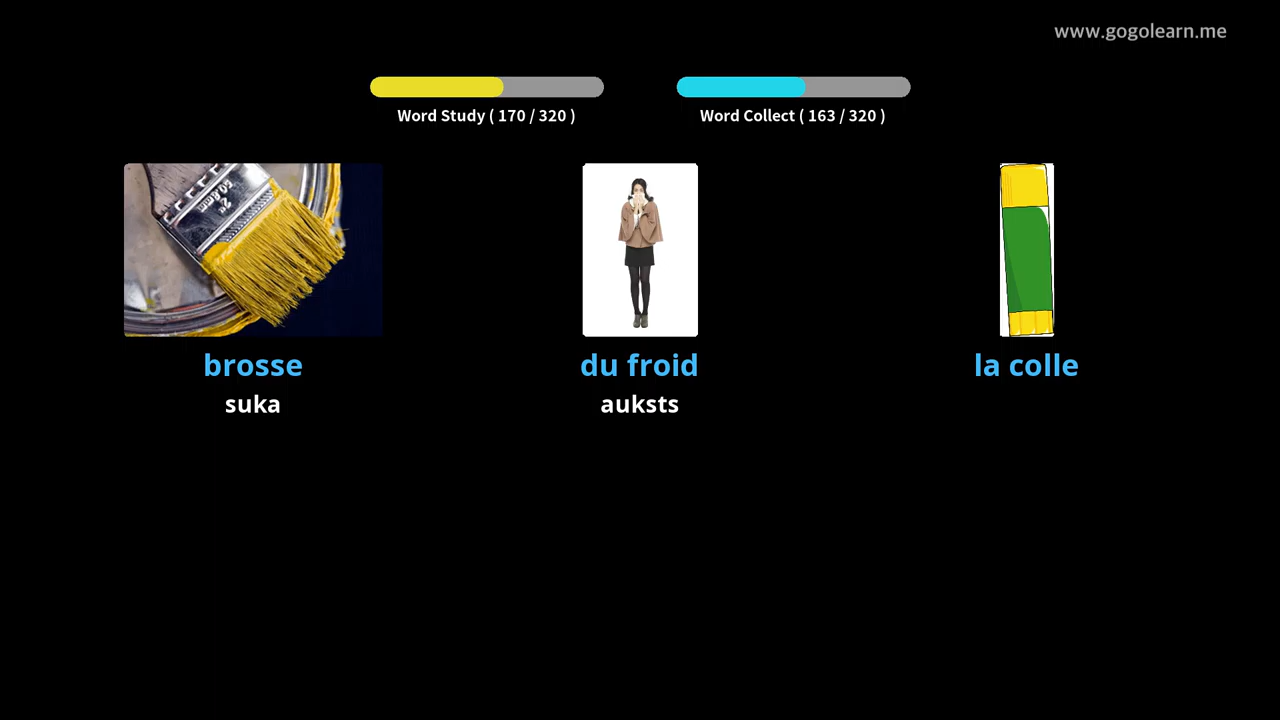 www.gogolearn.me
Word Study ( 170 / 320 )
Word Collect ( 163 / 320 )
brosse
du froid
la colle
suka
auksts